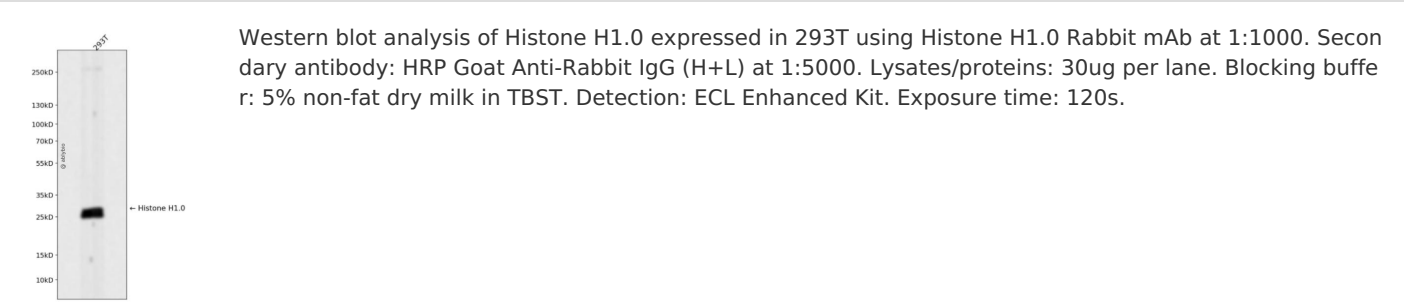 293T
Western blot analysis of Histone H1.0 expressed in 293T using Histone H1.0 Rabbit mAb at 1:1000. Secon
dary antibody: HRP Goat Anti-Rabbit IgG (H+L) at 1:5000. Lysates/proteins: 30ug per lane. Blocking buffe
r: 5% non-fat dry milk in TBST. Detection: ECL Enhanced Kit. Exposure time: 120s.
250kD
130kD
100kD
70kD
55kD
35kD
← Histone H1.0
25kD
15kD
10kD